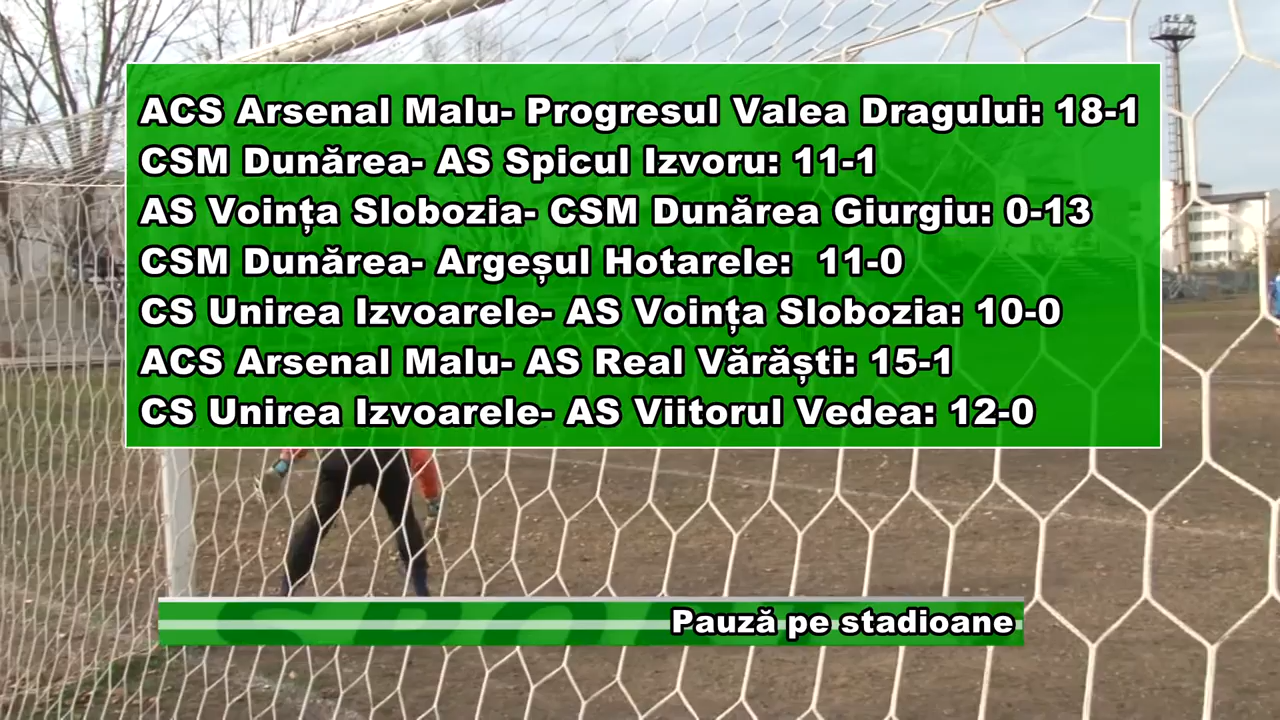 ACS Arsenal Malu- Progresul Valea Dragului: 18-1
CSM Dunărea- AS Spicul Izvoru: 11-1
AS Voința Slobozia- CSM Dunărea Giurgiu: 0-13
CSM Dunărea- Argeșul Hotarele:  11-0
CS Unirea Izvoarele- AS Voința Slobozia: 10-0
ACS Arsenal Malu- AS Real Vărăști: 15-1
CS Unirea Izvoarele- AS Viitorul Vedea: 12-0
Pauză pe stadioane